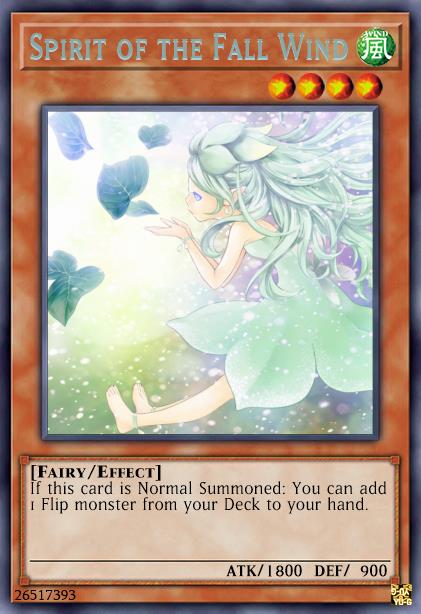 Spirit of the Fall Wind
WIND
風
[Fairy/Effect]
If this card is Normal Summoned: You can add
1 Flip monster from your Deck to your hand.
ATK/1800 DEF/ 900
26517393